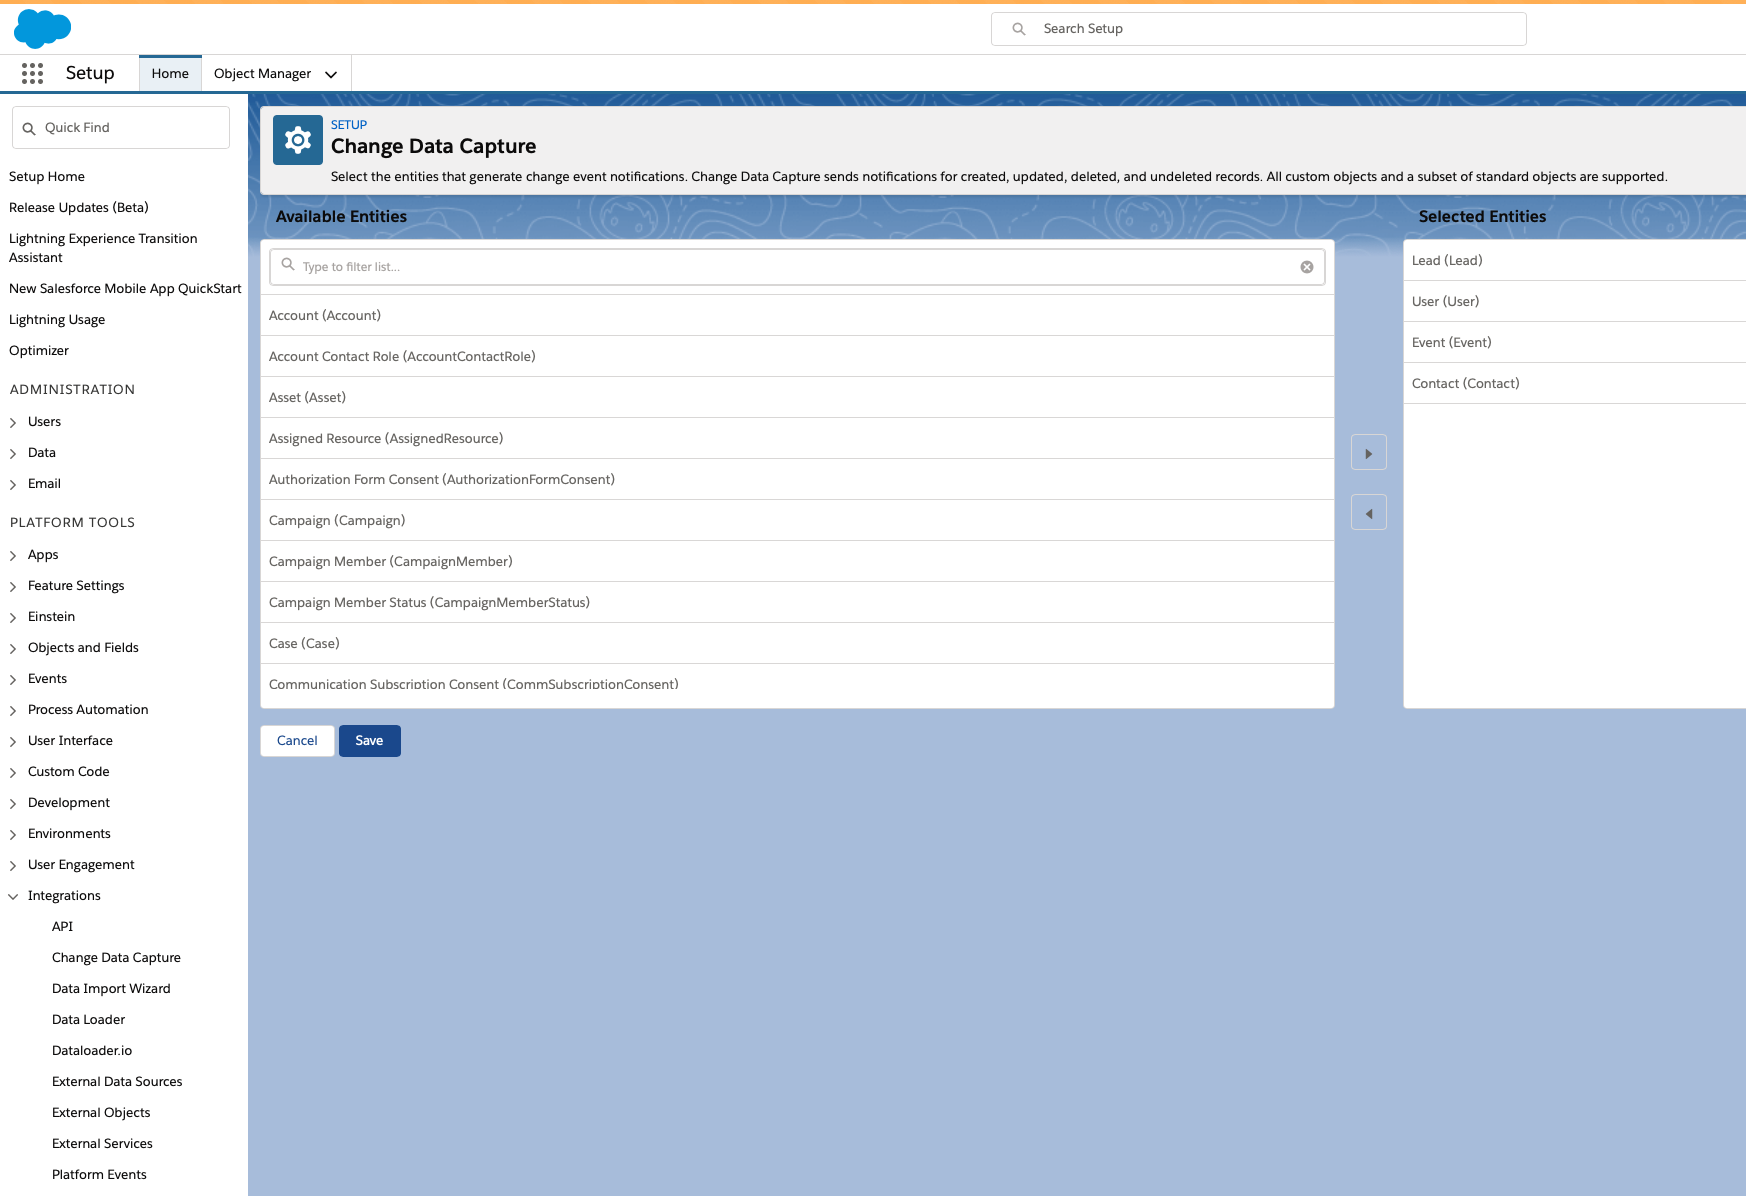 Search Setup
Setup
Home
Object Manager
Quick Find
Setup Home
Release Updates (Beta)
Lightning Experience Transition
Assistant
New Salesforce Mobile App QuickStart
Lightning Usage
Optimizer
ADMINISTRATION
Users
Data
Email
PLATFORM TOOLS
Apps
Feature Settings
Einstein
Objects and Fields
Events
Process Automation
User Interface
Custom Code
Development
Environments
User Engagement
Integrations
API
Change Data Capture
Data Import Wizard
Data Loader
Dataloader.io
External Data Sources
External Objects
External Services
Platform Events
SETUP
Change Data Capture
Select the entities that generate change event notifications. Change Data Capture sends notifications for created, updated, deleted, and undeleted records. All custom objects and a subset of standard objects are supported.
Available Entities
Type to filter list...
Account (Account)
Account Contact Role (AccountContactRole)
Asset (Asset)
Assigned Resource (AssignedResource)
Authorization Form Consent (AuthorizationFormConsent)
Campaign (Campaign)
Campaign Member (CampaignMember)
Campaign Member Status (CampaignMemberStatus)
Case (Case)
Communication Subscription Consent (CommSubscriptionConsent)
Cancel
Save
Selected Entities
Lead (Lead)
User (User)
Event (Event)
Contact (Contact)